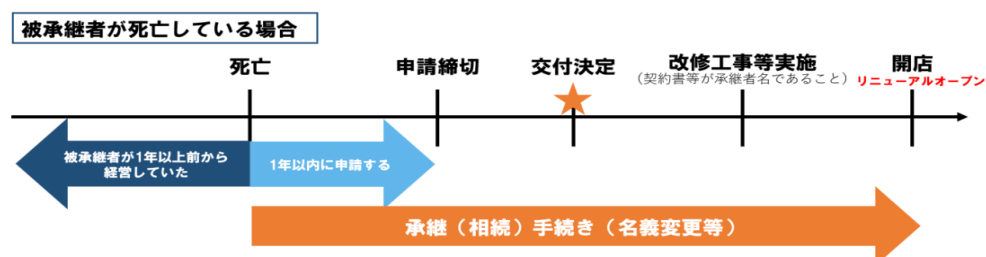 被承継者が死亡している場合
死亡
申請締切
交付決定
改修工事等実施
（契約書等が承継者名であること）
開店
リニューアルオープン
被承継者が1年以上前から
経営していた
1年以内に申請する
承継（相続）手続き（名義変更等）